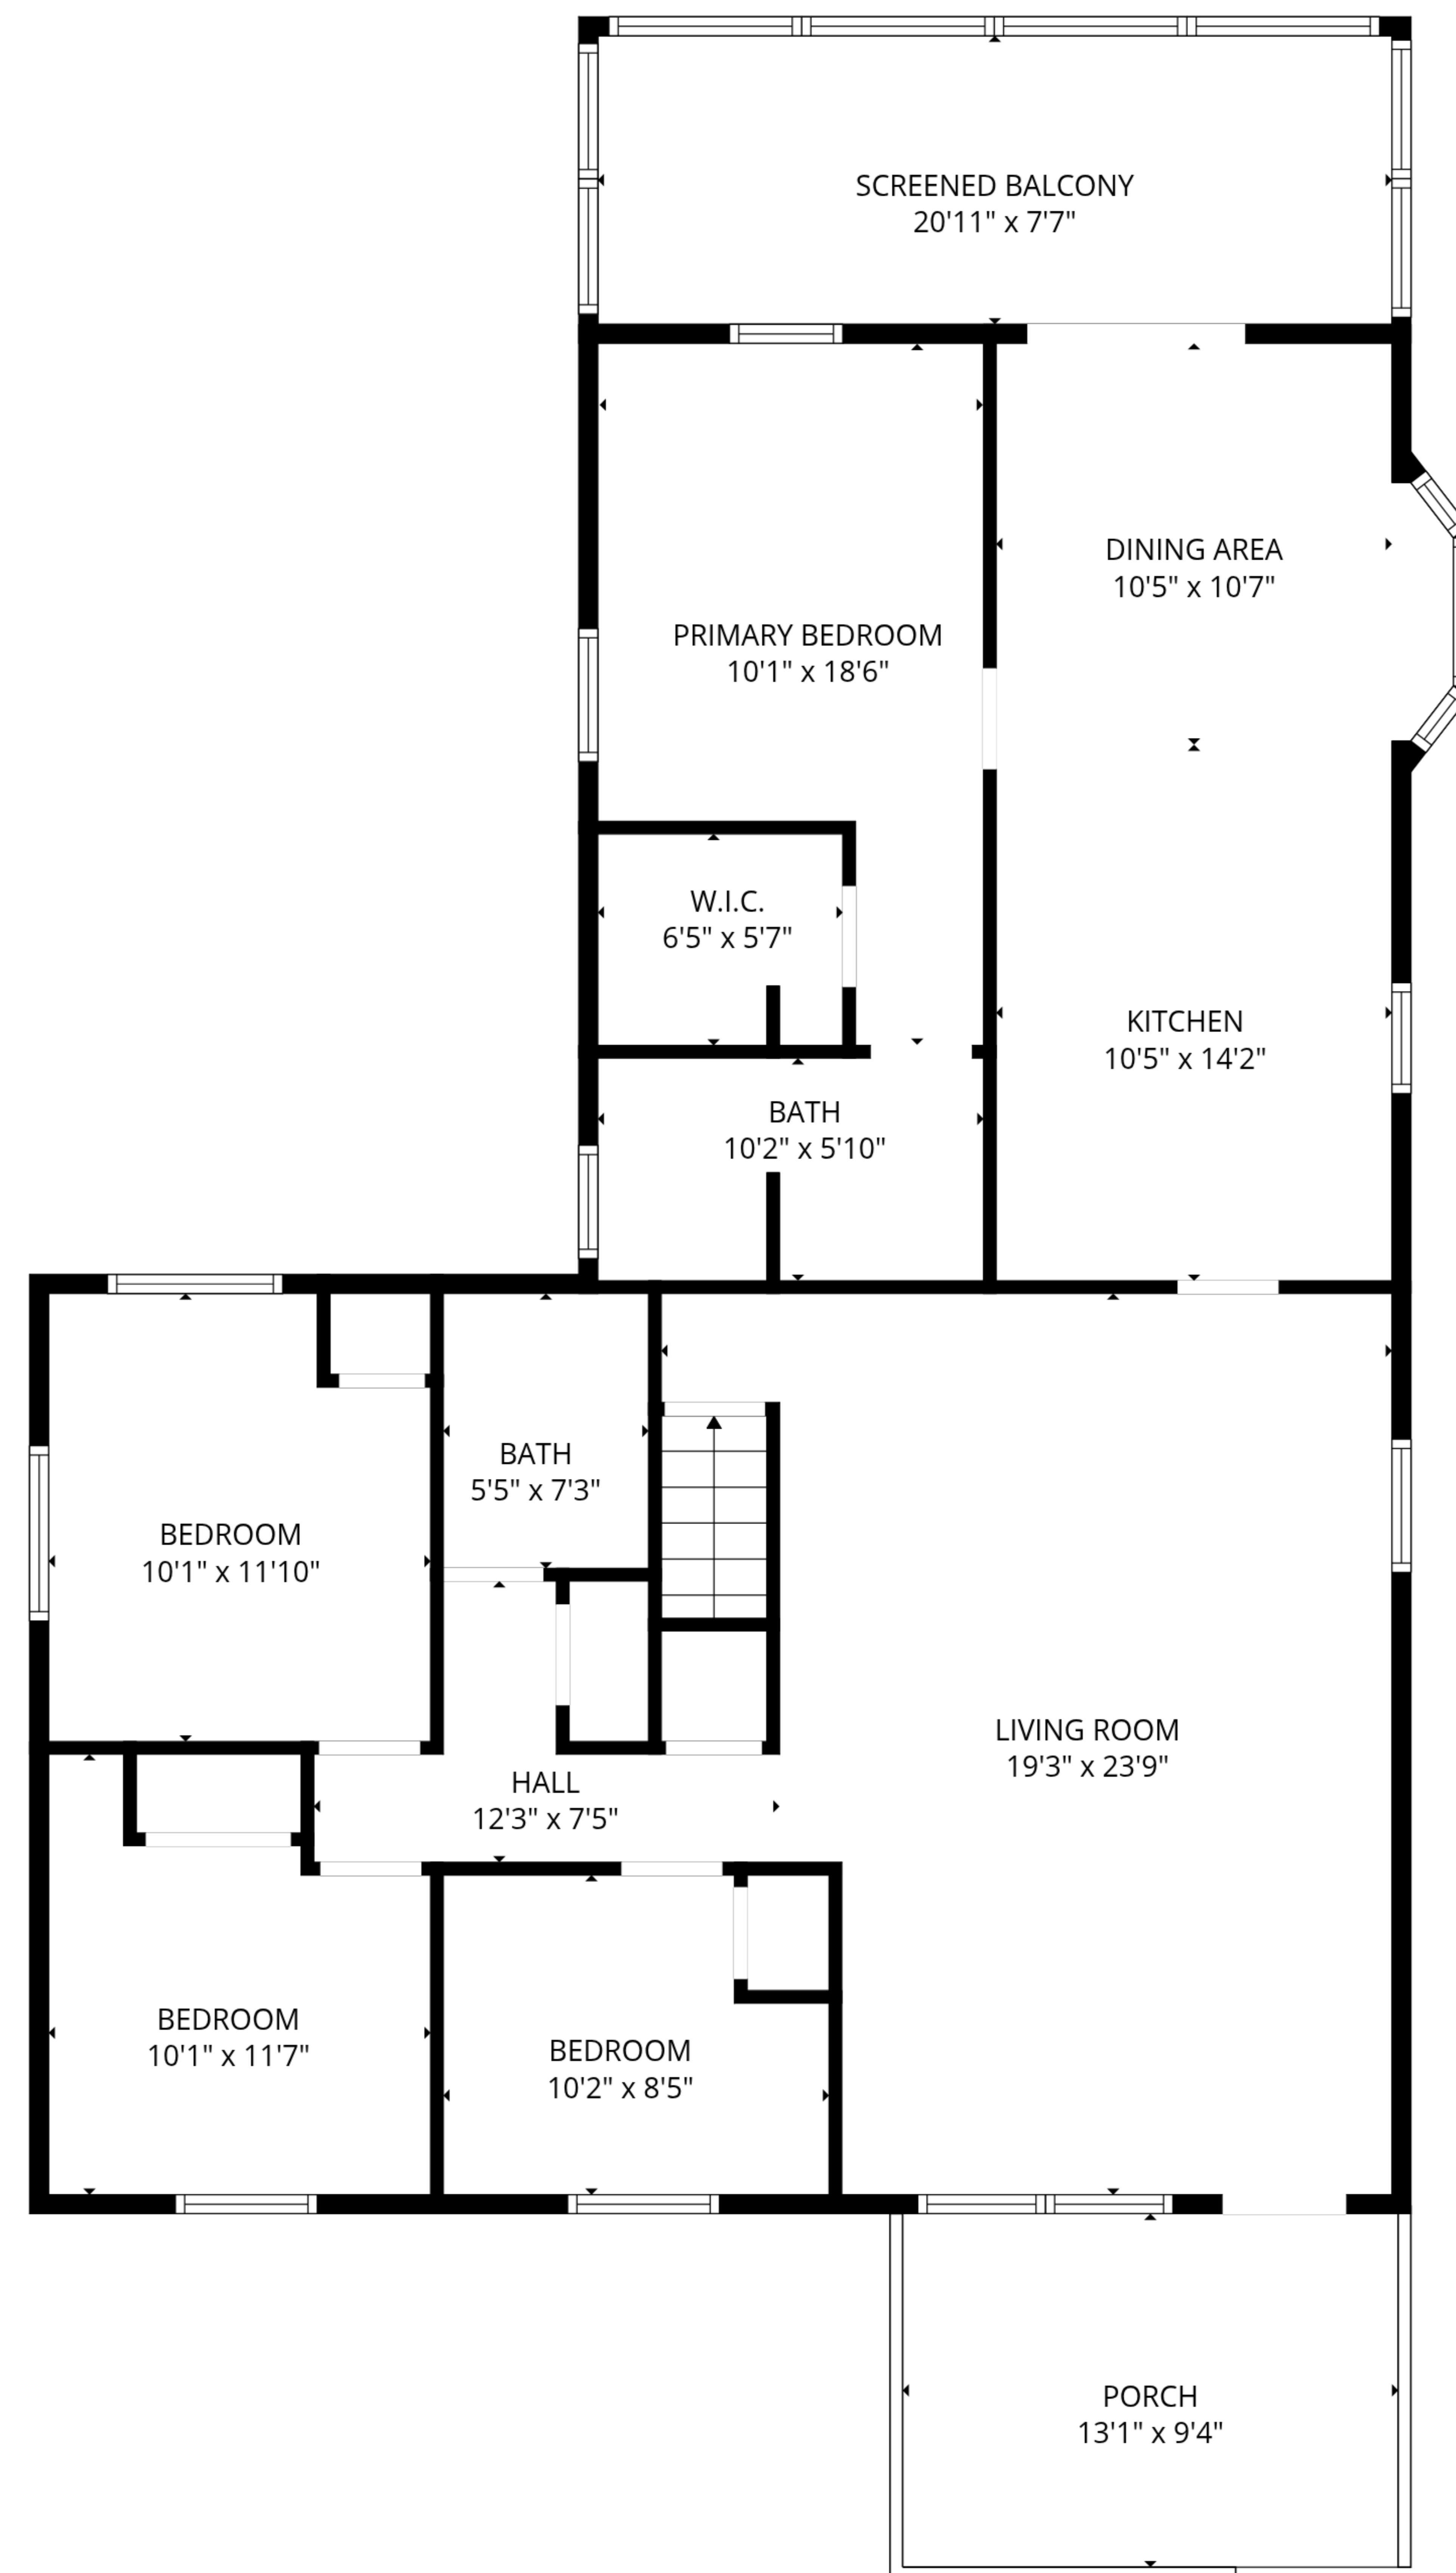 SCREENED BALCONY
20'11" x 7'7"
DINING AREA
10'5" x 10'7"
PRIMARY BEDROOM
10'1" x 18'6"
W.I.C.
6'5" x 5'7"
KITCHEN
10'5" x 14'2"
BATH
10'2" x 5'10"
BATH
5'5" x 7'3"
BEDROOM
10'1" x 11'10"
LIVING ROOM
19'3" x 23'9"
HALL
12'3" x 7'5"
BEDROOM
10'1" x 11'7"
BEDROOM
10'2" x 8'5"
PORCH
13'1" x 9'4"